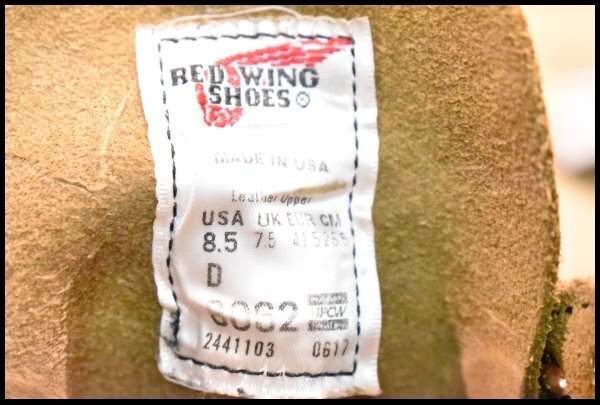 RED WING
SHOES®
MADE IN USA
Leather Upper
USA UK EUR CM
8.5 7.5 41.5 26.5
D
UFCW
2441103 0617